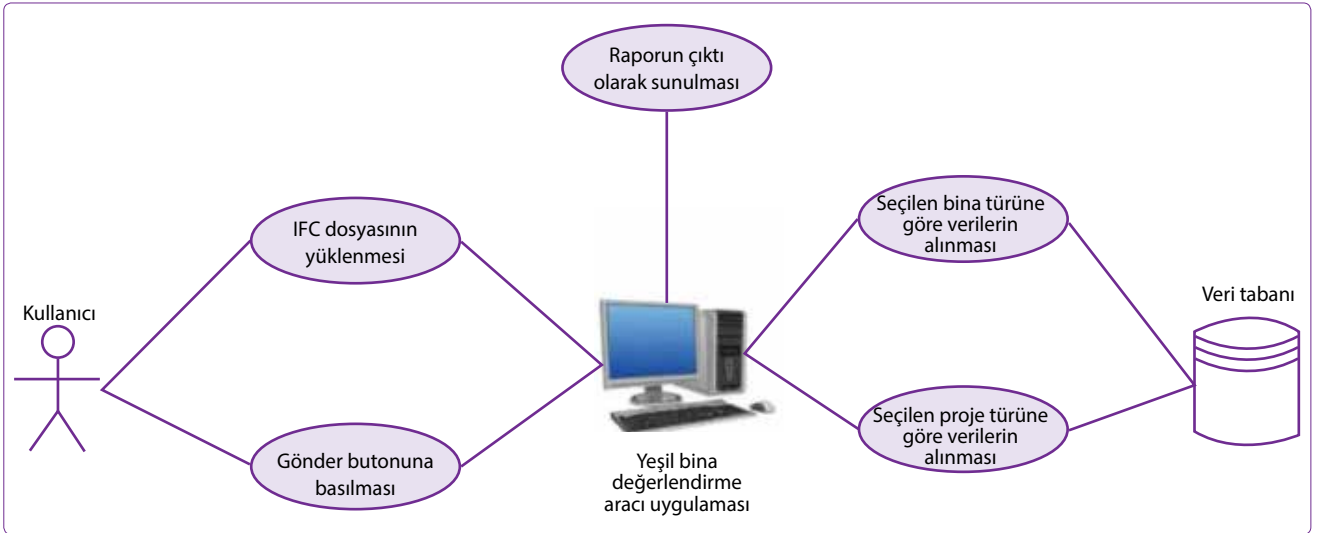 Raporun çıktı
olarak sunulması
IFC dosyasının
yüklenmesi
Seçilen bina türüne
göre verilerin
alınması
Kullanıcı
Veri tabanı
Gönder butonuna
basılması
Yeşil bina
değerlendirme
aracı uygulaması
Seçilen proje türüne
göre verilerin
alınması